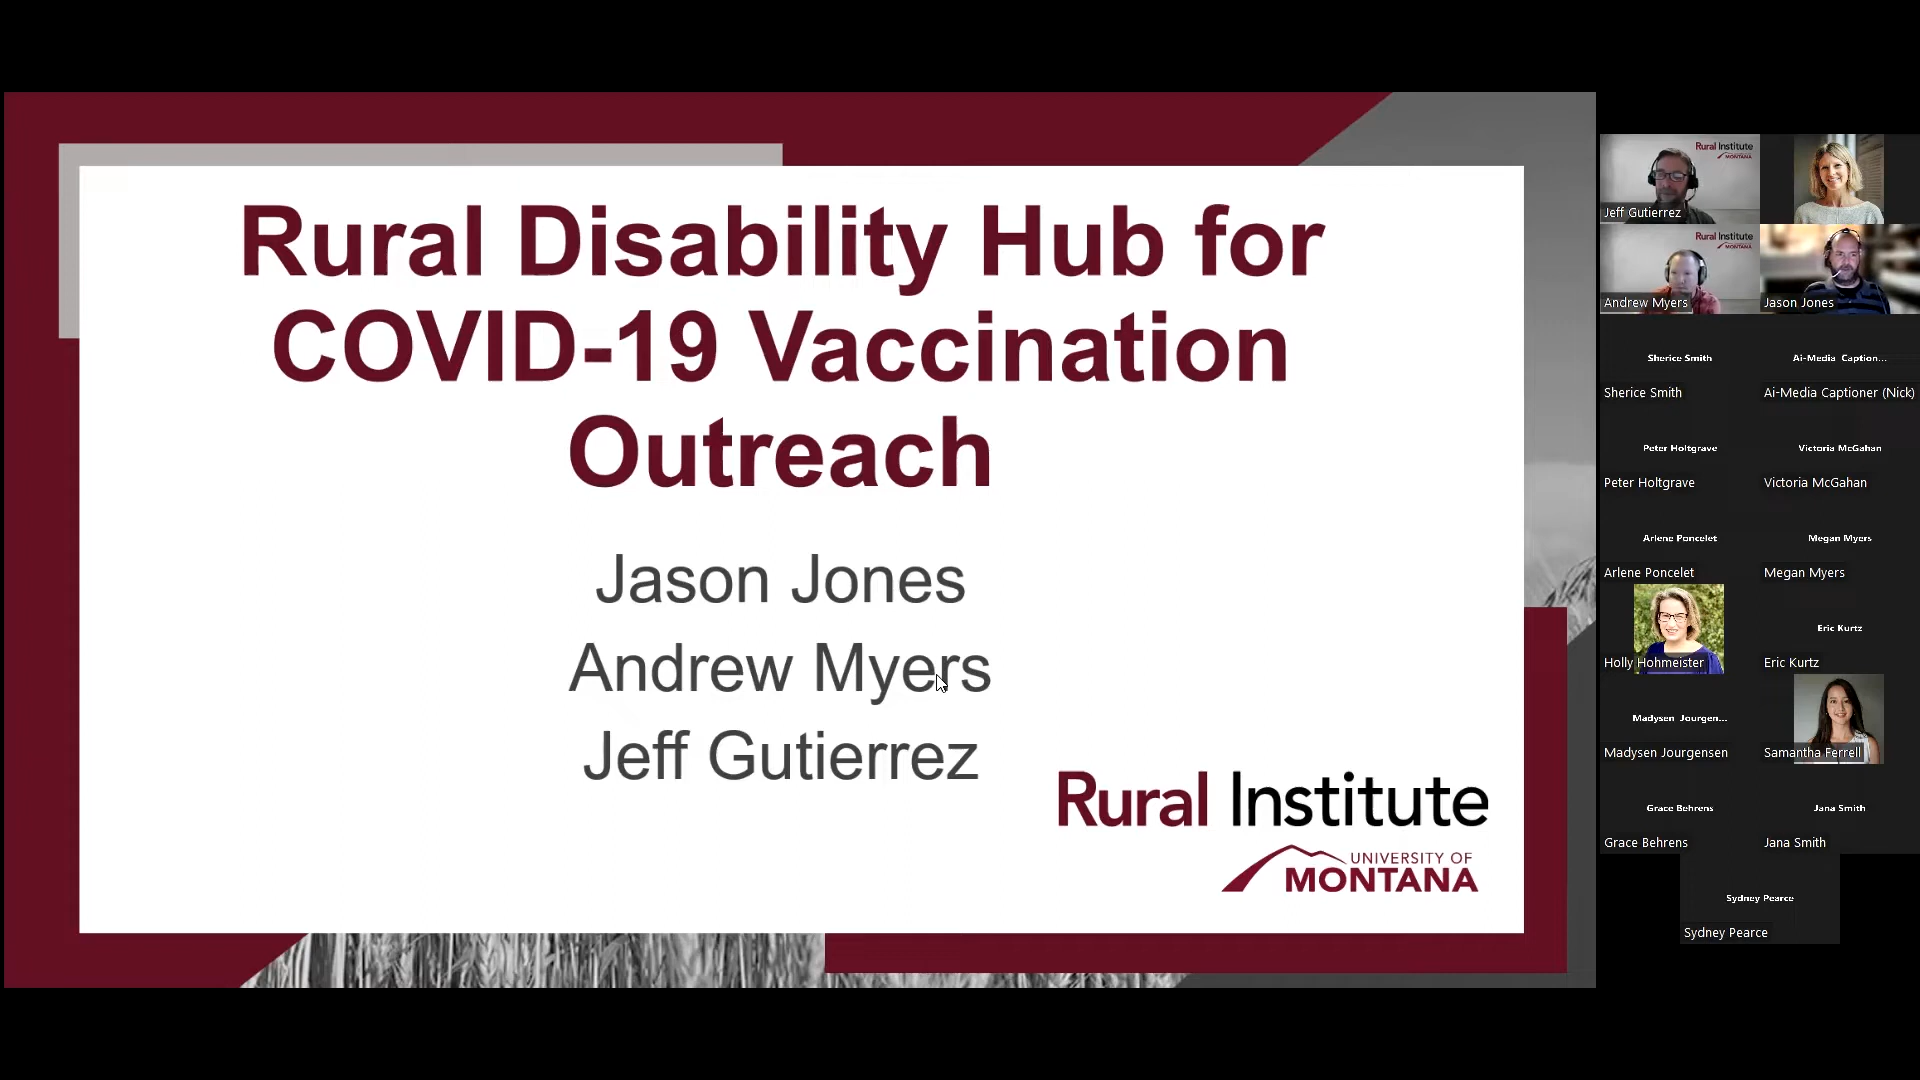 Rural Disability Hub for
COVID-19 Vaccination
Outreach
Jason Jones
Andrew Myers
Jeff Gutierrez
Rural Institute
UNIVERSITY OF
MONTANA
Rural Institute
MONTANA
Jeff Gutierrez
Rural Institute
MONTANA
Andrew Myers
Jason Jones
Sherice Smith
Sherice Smith
Ai-Media Caption...
Ai-Media Captioner (Nick)
Peter Holtgrave
Peter Holtgrave
Victoria McGahan
Victoria McGahan
Arlene Poncelet
Arlene Poncelet
Megan Myers
Megan Myers
Holly Hohmeister
Eric Kurtz
Eric Kurtz
Madysen Jourgen...
Madysen Jourgensen
Samantha Ferrell
Grace Behrens
Grace Behrens
Jana Smith
Jana Smith
Sydney Pearce
Sydney Pearce